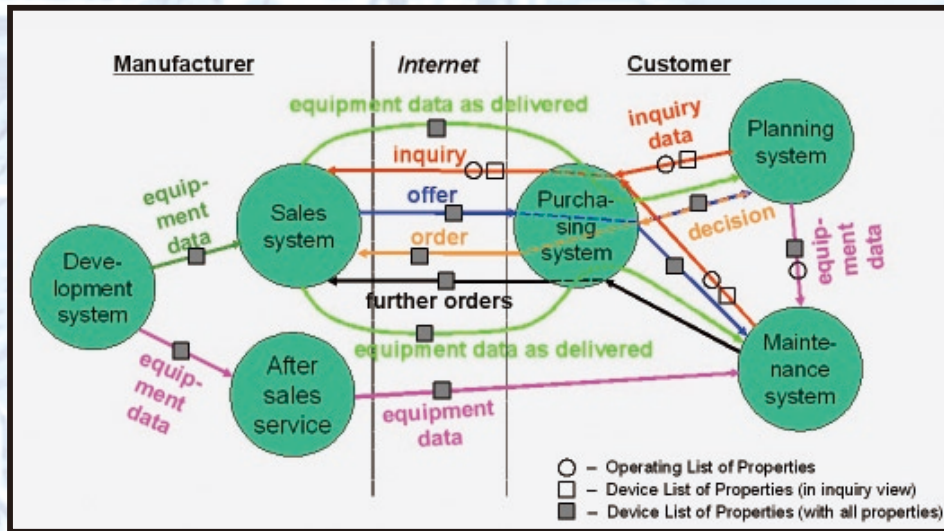 Manufacturer
Internet
Customer
equipment data as delivered
inquiry
data
Planning
system
inquiry
equip-
ment
data
Sales
system
offer
Purcha-
sing
system
decision
order
equip-
ment
data
Deve-
lopment
system
further orders
equipment data as delivered
Mainte-
nance
system
equip-
ment
data
After
sales
service
equipment
data
– Operating List of Properties
– Device List of Properties (in inquiry view)
– Device List of Properties (with all properties)